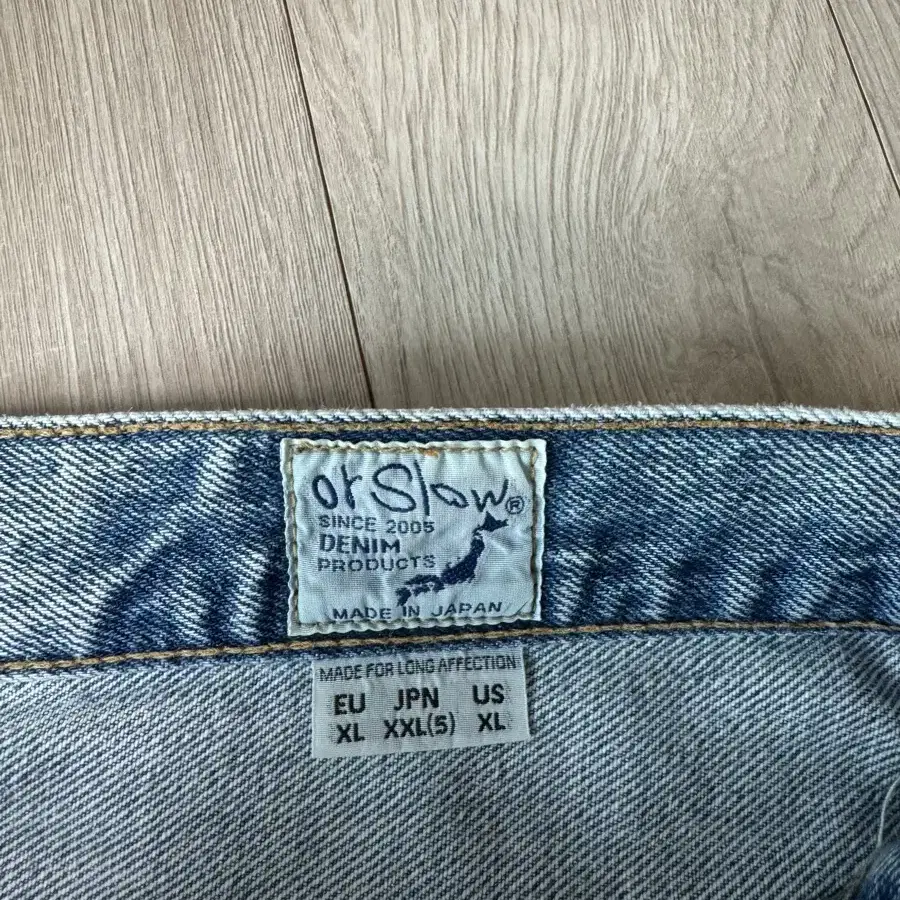 orSlow®
SINCE 2005
DENIM
PRODUCTS
MADE IN JAPAN
MADE FOR LONG AFFECTION
EU JPN US
XL XXL(5) XL